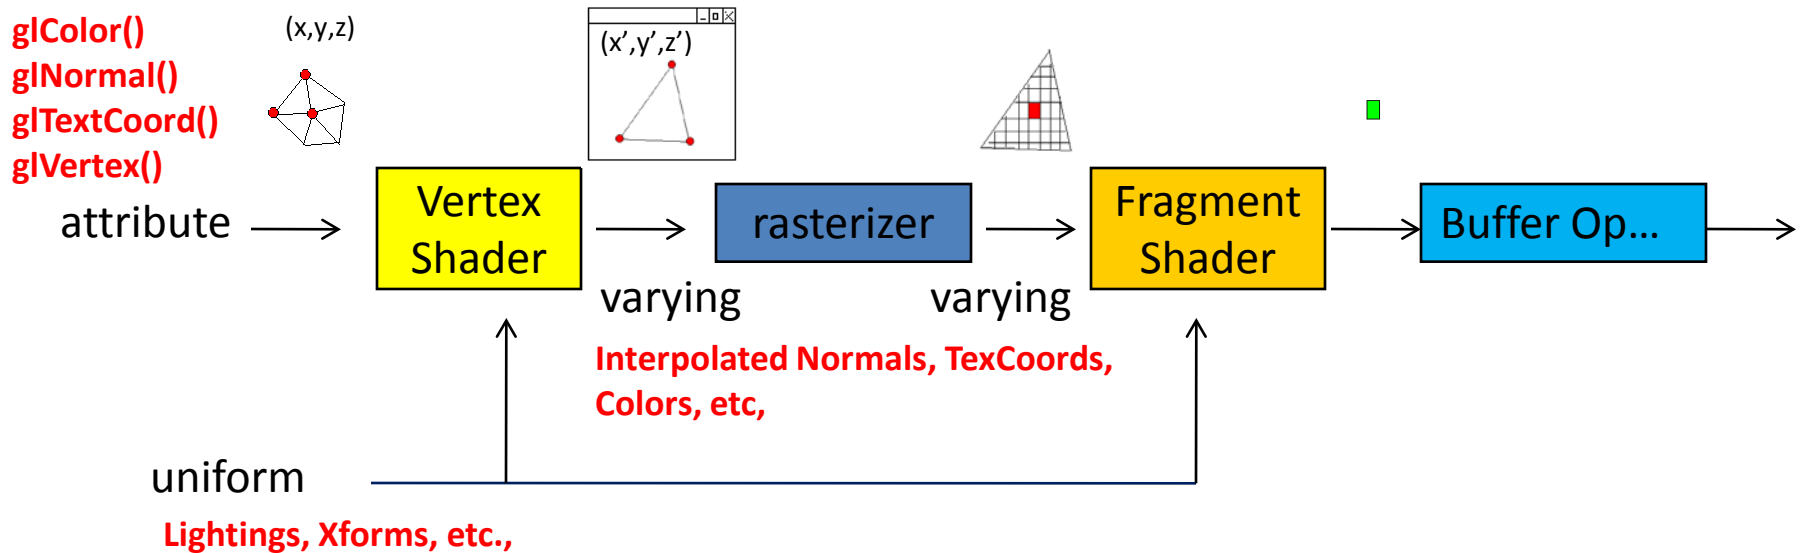 glColor()
glNormal()
glTextCoord()
glVertex()
(x,y,z)
(x’,y’,z’)
attribute
Vertex
Shader
varying
rasterizer
varying
Fragment
Shader
Buffer Op...
Interpolated Normals, TexCoords,
Colors, etc,
uniform
Lightings, Xforms, etc.,